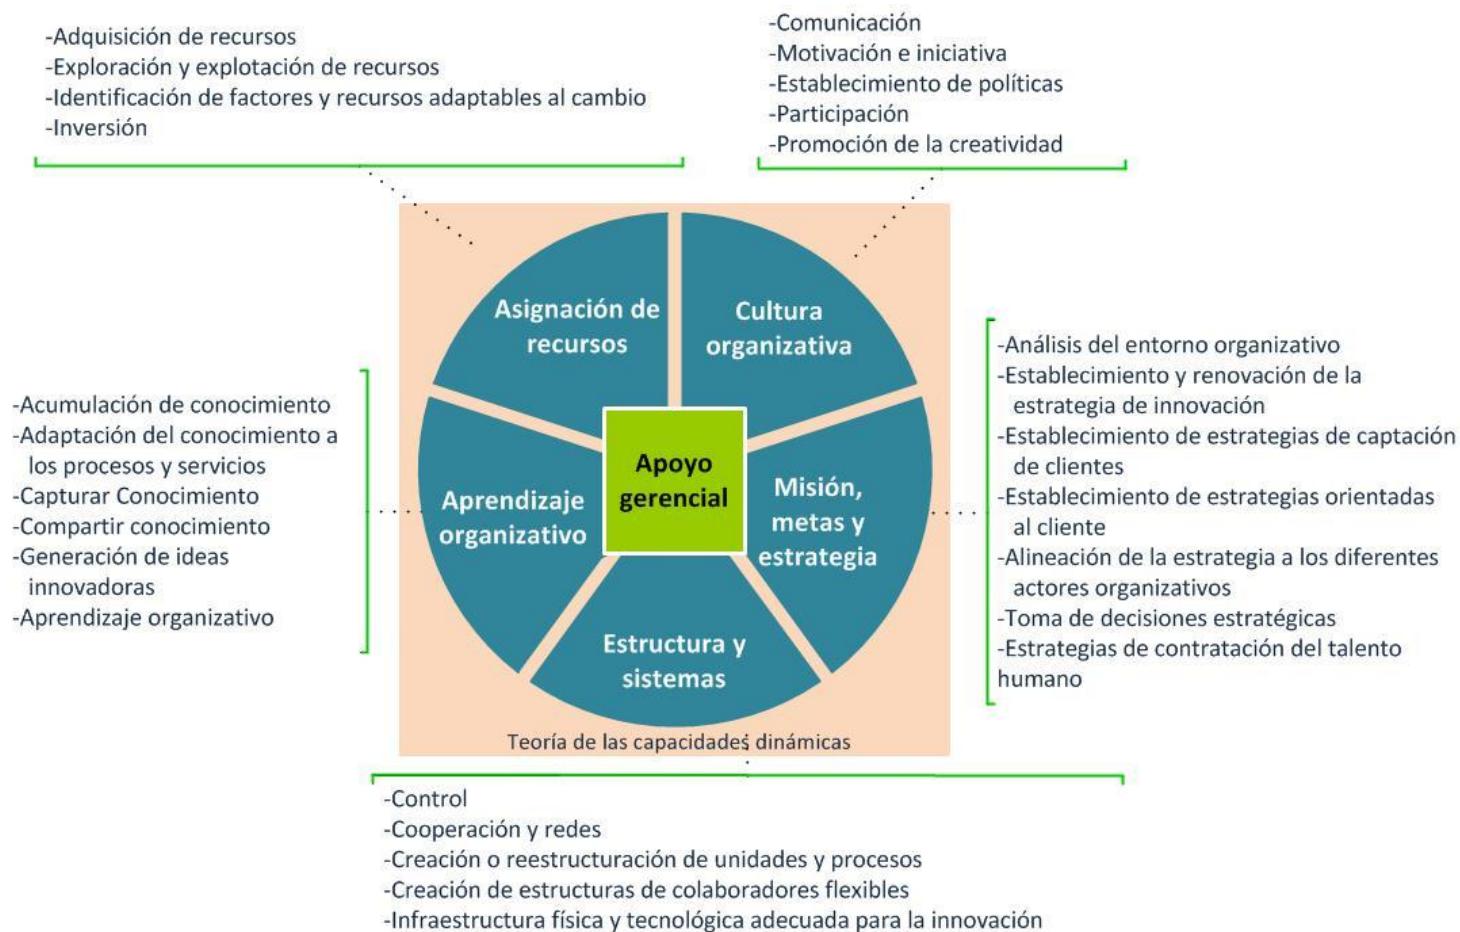 -Adquisición de recursos
-Exploración y explotación de recursos
-Identificación de factores y recursos adaptables al cambio
-Inversión
-Comunicación
-Motivación e iniciativa
-Establecimiento de políticas
-Participación
-Promoción de la creatividad
Asignación de
recursos
Cultura
organizativa
-Acumulación de conocimiento
-Adaptación del conocimiento a
los procesos y servicios
-Capturar Conocimiento
-Compartir conocimiento
-Generación de ideas
innovadoras
-Aprendizaje organizativo
Aprendizaje
organizativo
Apoyo
gerencial
Misión,
metas y
estrategia
-Análisis del entorno organizativo
-Establecimiento y renovación de la
estrategia de innovación
-Establecimiento de estrategias de captación
de clientes
-Establecimiento de estrategias orientadas
al cliente
-Alineación de la estrategia a los diferentes
actores organizativos
-Toma de decisiones estratégicas
-Estrategias de contratación del talento
humano
Estructura y
sistemas
Teoría de las capacidades dinámicas
-Control
-Cooperación y redes
-Creación o reestructuración de unidades y procesos
-Creación de estructuras de colaboradores flexibles
-Infraestructura física y tecnológica adecuada para la innovación